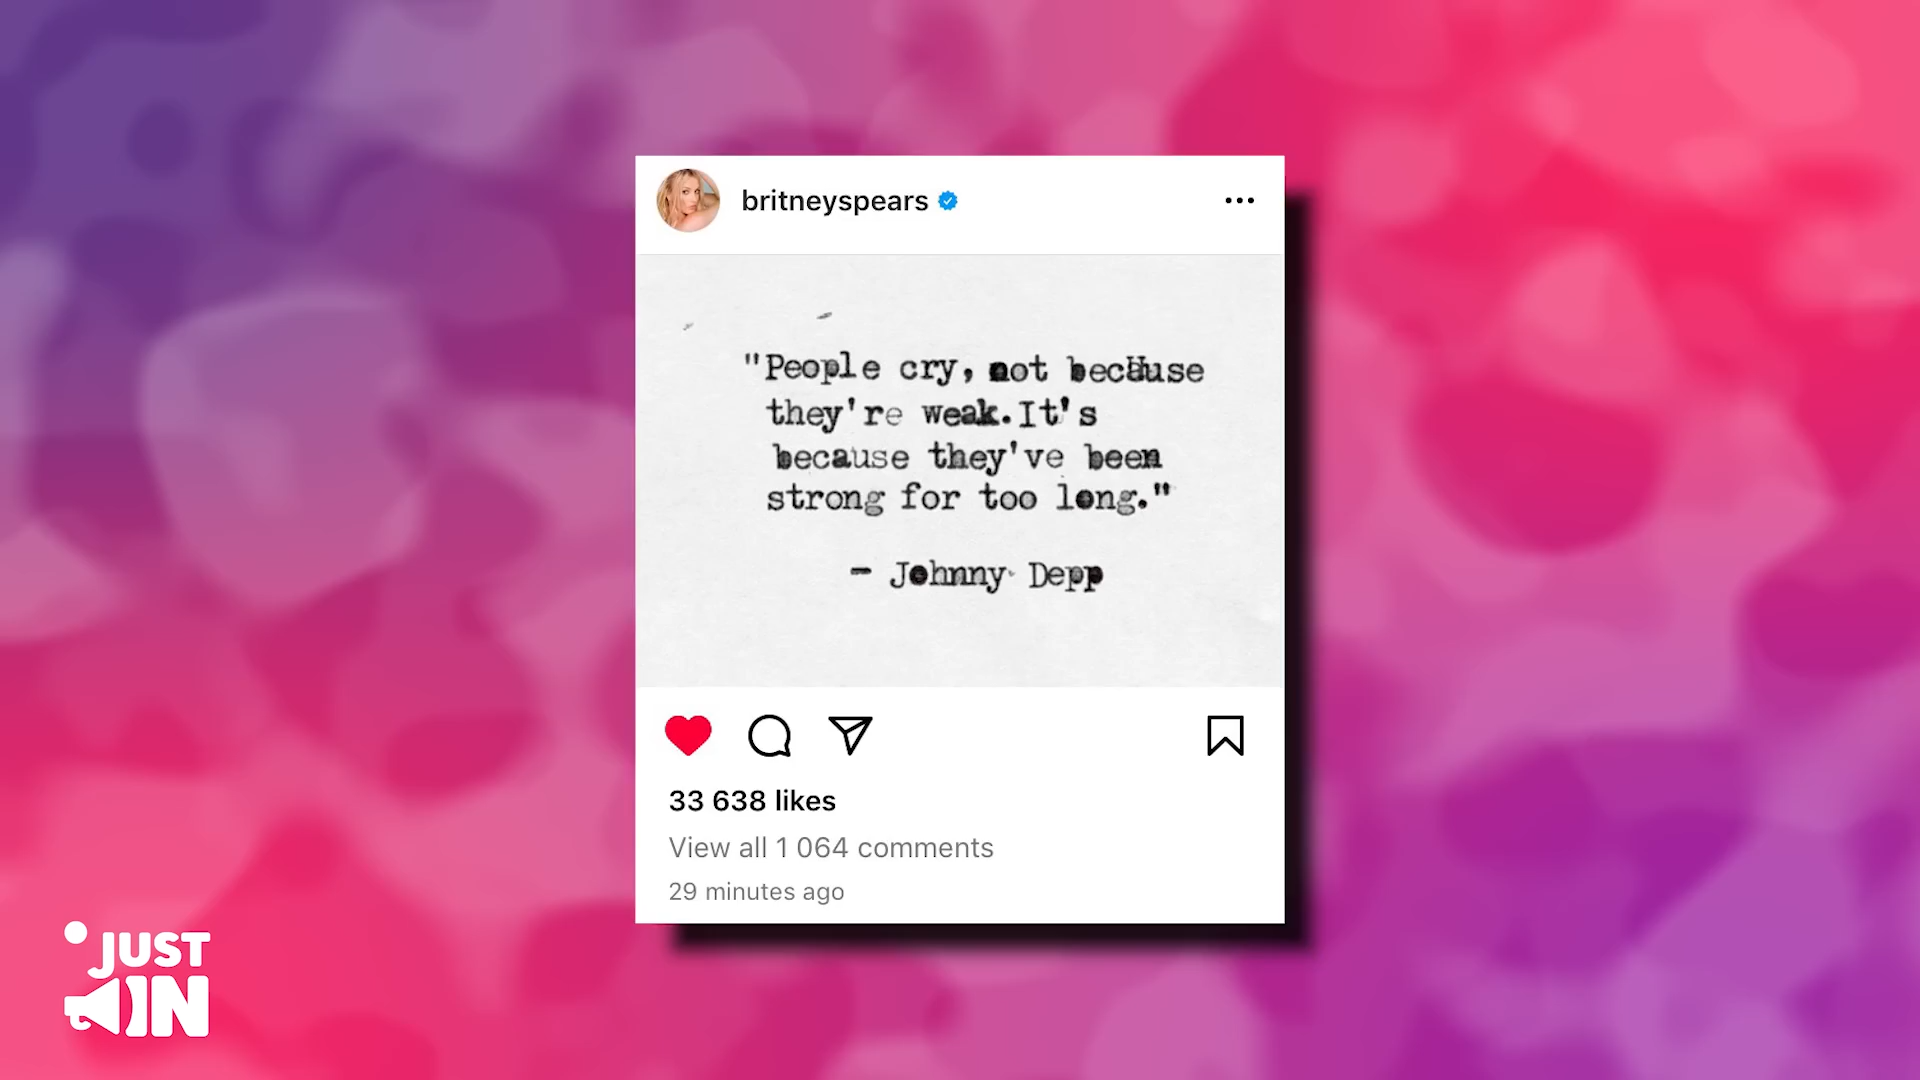 britneyspears
"People cry, not because
they're weak.It's
because they've been
strong for too long."
- Johnny Depp
33 638 likes
View all 1 064 comments
29 minutes ago
JUST
IN